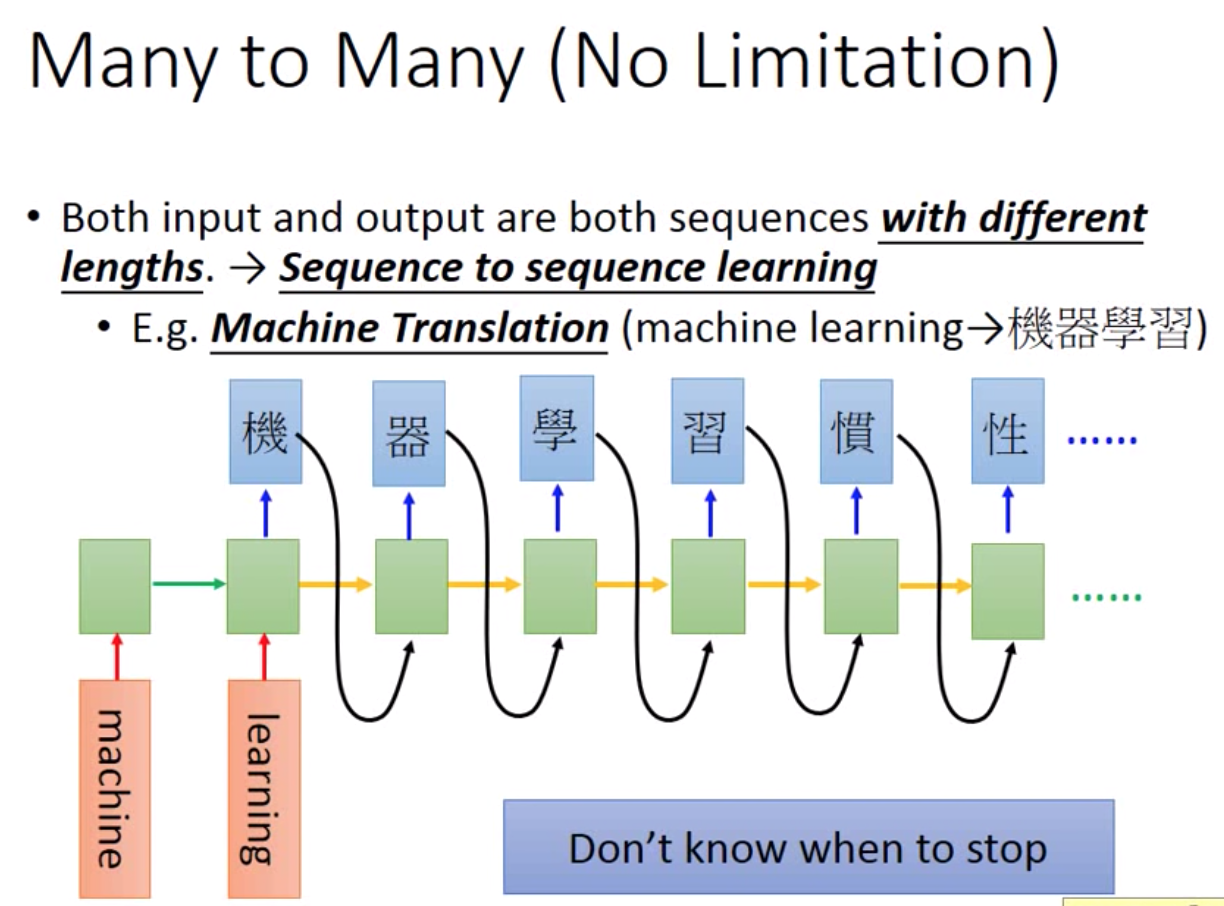 Many to Many (No Limitation)
• Both input and output are both sequences with different
lengths. → Sequence to sequence learning
• E.g. Machine Translation (machine learning→機器學習)
機 器 學 習 慣 性 ……
……
machine learning
Don't know when to stop